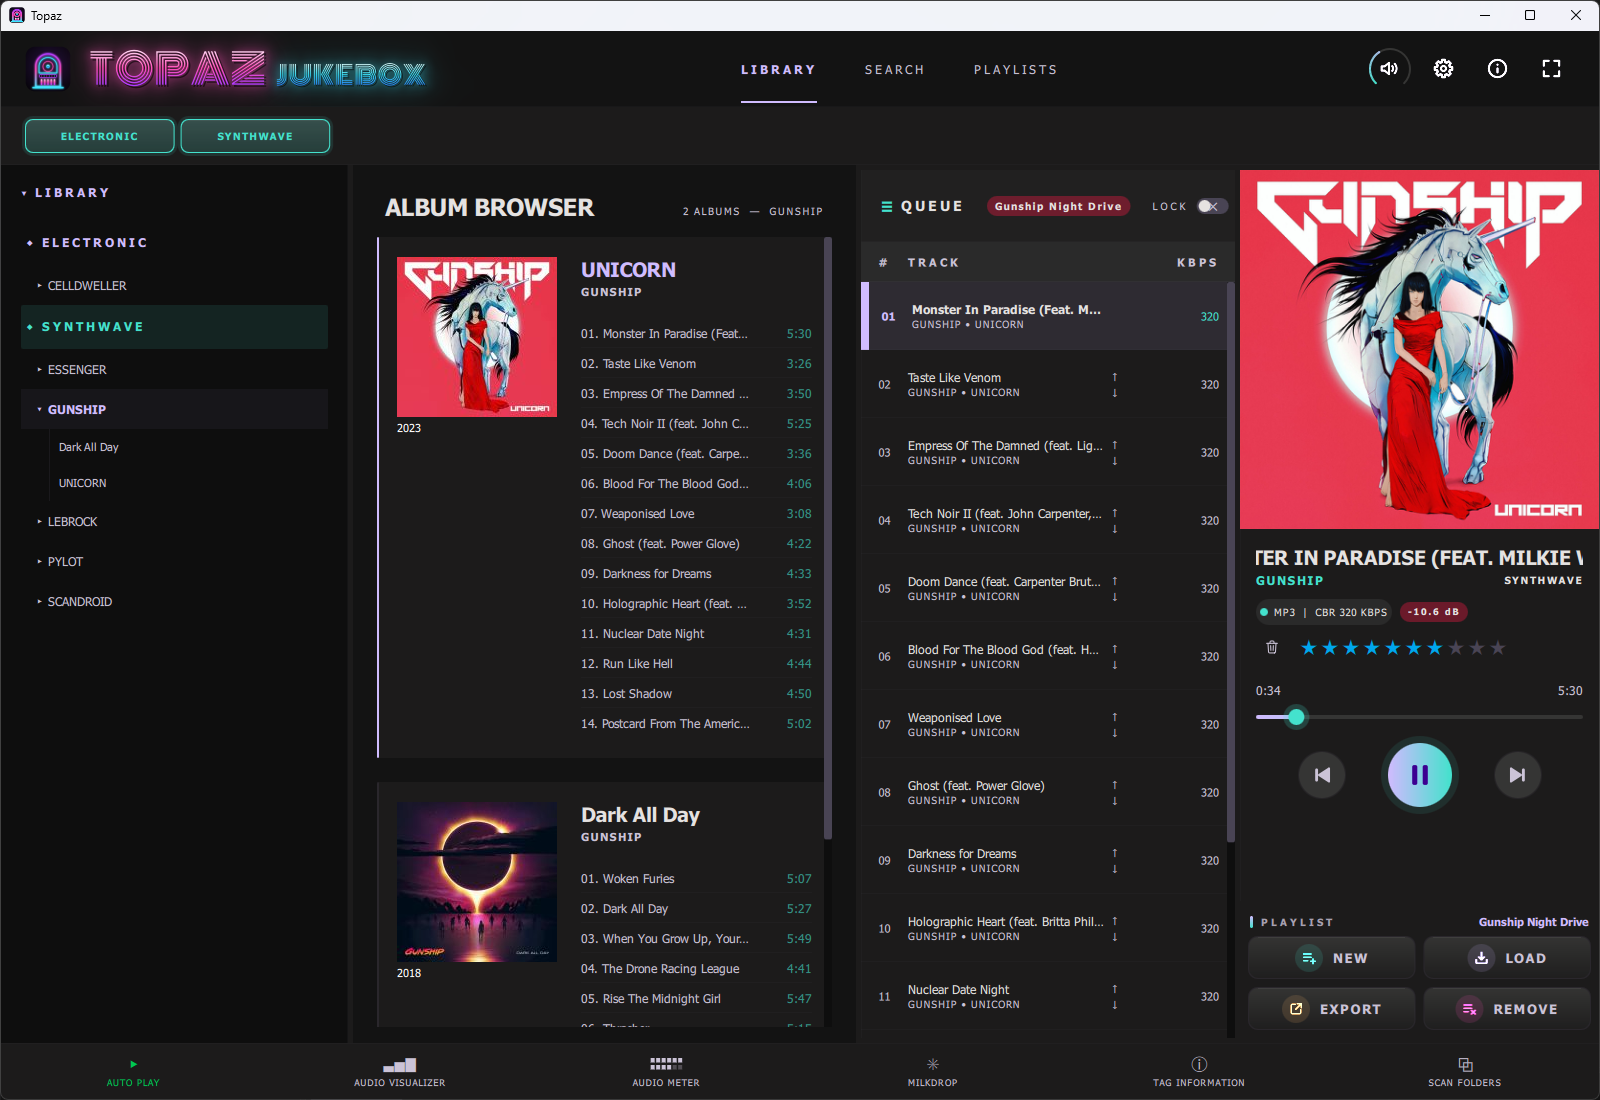 Topaz
TOPAZ JUKEBOX
LIBRARY
SEARCH
PLAYLISTS
ELECTRONIC
SYNTHWAVE
LIBRARY
ELECTRONIC
CELLDWELLER
SYNTHWAVE
ESSENGER
GUNSHIP
Dark All Day
UNICORN
LEBROCK
PYLOT
SCANDROID
ALBUM BROWSER
2 ALBUMS — GUNSHIP
GUNSHIP
UNICORN
2023
UNICORN
GUNSHIP
01. Monster In Paradise (Feat... 5:30
02. Taste Like Venom 3:26
03. Empress Of The Damned ... 3:50
04. Tech Noir II (feat. John C... 5:25
05. Doom Dance (feat. Carpe... 3:36
06. Blood For The Blood God... 4:06
07. Weaponised Love 3:08
08. Ghost (feat. Power Glove) 4:22
09. Darkness for Dreams 4:33
10. Holographic Heart (feat. ... 3:52
11. Nuclear Date Night 4:31
12. Run Like Hell 4:44
13. Lost Shadow 4:50
14. Postcard From The Americ... 5:02
GUNSHIP
DARK ALL DAY
2018
Dark All Day
GUNSHIP
01. Woken Furies 5:07
02. Dark All Day 5:27
03. When You Grow Up, Your... 5:49
04. The Drone Racing League 4:41
05. Rise The Midnight Girl 5:47
QUEUE
Gunship Night Drive
LOCK
# TRACK KBPS
01 Monster In Paradise (Feat. M... 320
GUNSHIP • UNICORN
02 Taste Like Venom ↑ 320
GUNSHIP • UNICORN ↓
03 Empress Of The Damned (feat. Lig... ↑ 320
GUNSHIP • UNICORN ↓
04 Tech Noir II (feat. John Carpenter,... ↑ 320
GUNSHIP • UNICORN ↓
05 Doom Dance (feat. Carpenter Brut... ↑ 320
GUNSHIP • UNICORN ↓
06 Blood For The Blood God (feat. H... ↑ 320
GUNSHIP • UNICORN ↓
07 Weaponised Love ↑ 320
GUNSHIP • UNICORN ↓
08 Ghost (feat. Power Glove) ↑ 320
GUNSHIP • UNICORN ↓
09 Darkness for Dreams ↑ 320
GUNSHIP • UNICORN ↓
10 Holographic Heart (feat. Britta Phil... ↑ 320
GUNSHIP • UNICORN ↓
11 Nuclear Date Night ↑ 320
GUNSHIP • UNICORN ↓
GUNSHIP
UNICORN
TER IN PARADISE (FEAT. MILKIE
GUNSHIP
SYNTHWAVE
MP3 | CBR 320 KBPS
-10.6 dB
0:34
5:30
PLAYLIST
Gunship Night Drive
NEW
LOAD
EXPORT
REMOVE
AUTO PLAY
AUDIO VISUALIZER
AUDIO METER
MILKDROP
TAG INFORMATION
SCAN FOLDERS